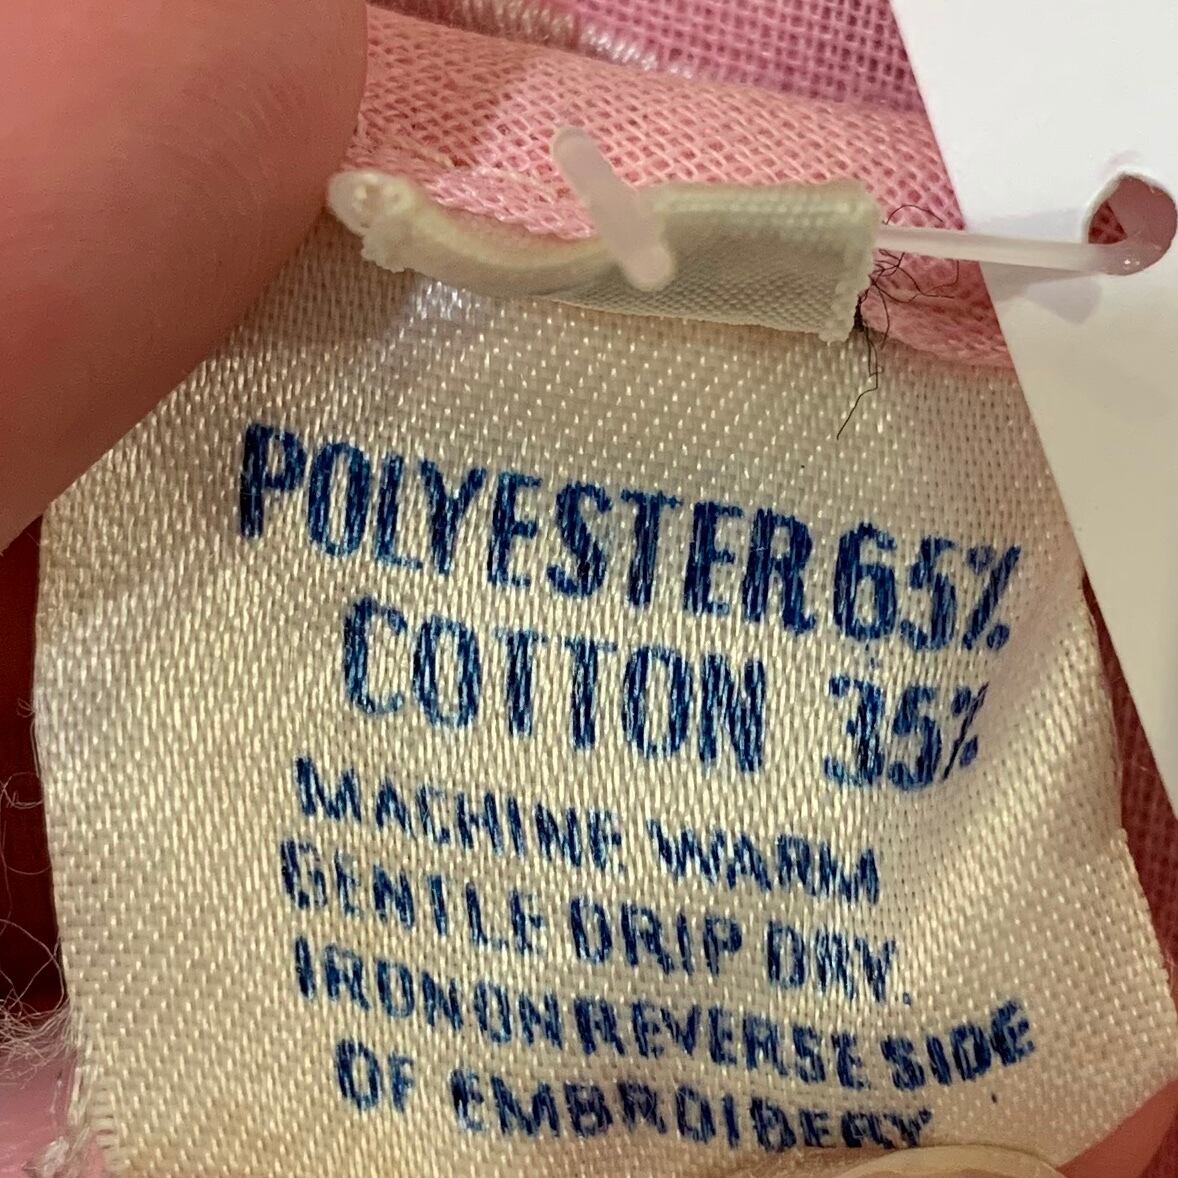 POLYESTER 65%
COTTON 35%
MACHINE WARM
GENTLE DRIP DRY.
IRON ON REVERSE SIDE
OF EMBROIDERY